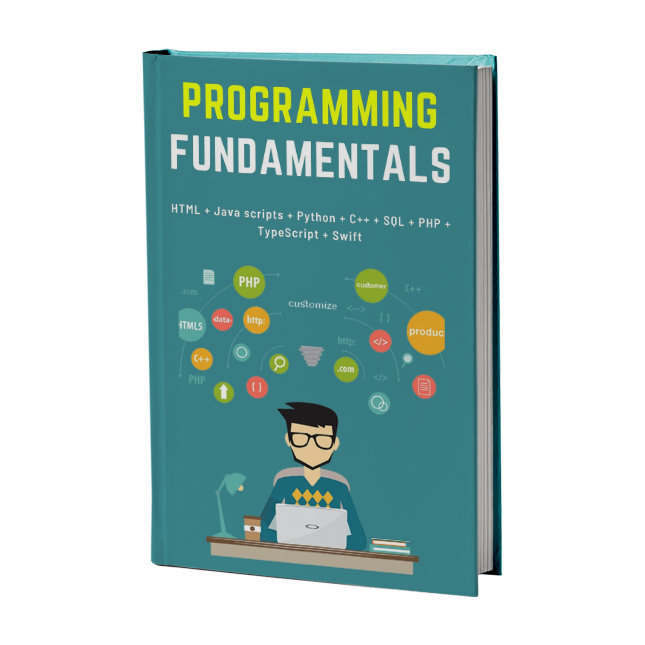 PROGRAMMING
FUNDAMENTALS
HTML + Java scripts + Python + C++ + SQL + PHP +
TypeScript + Swift
PHP
customer
.com
C++
customize
<-->
HTML5
data-
http:
( )
produc
http:
</>
C++
.com
PHP
( )
</>